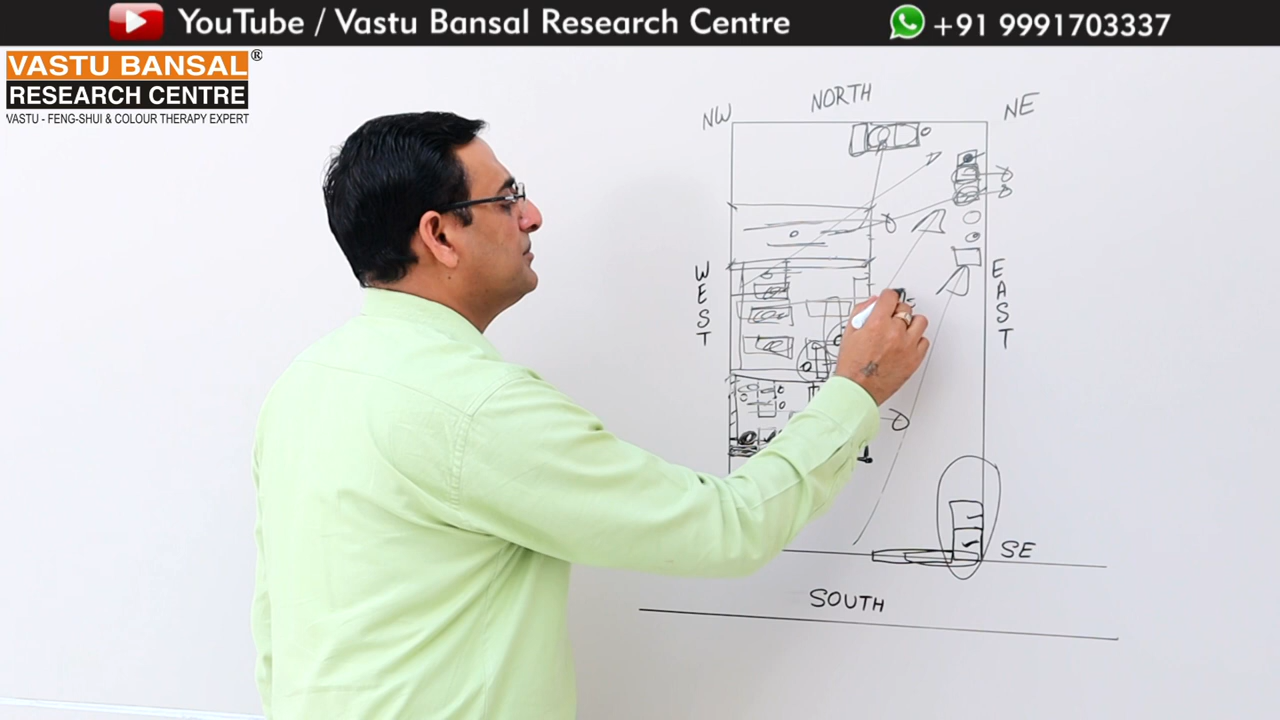 YouTube / Vastu Bansal Research Centre
+91 9991703337
VASTU BANSAL®
RESEARCH CENTRE
VASTU - FENG-SHUI & COLOUR THERAPY EXPERT
NW
NORTH
NE
WEST
EAST
SE
SOUTH